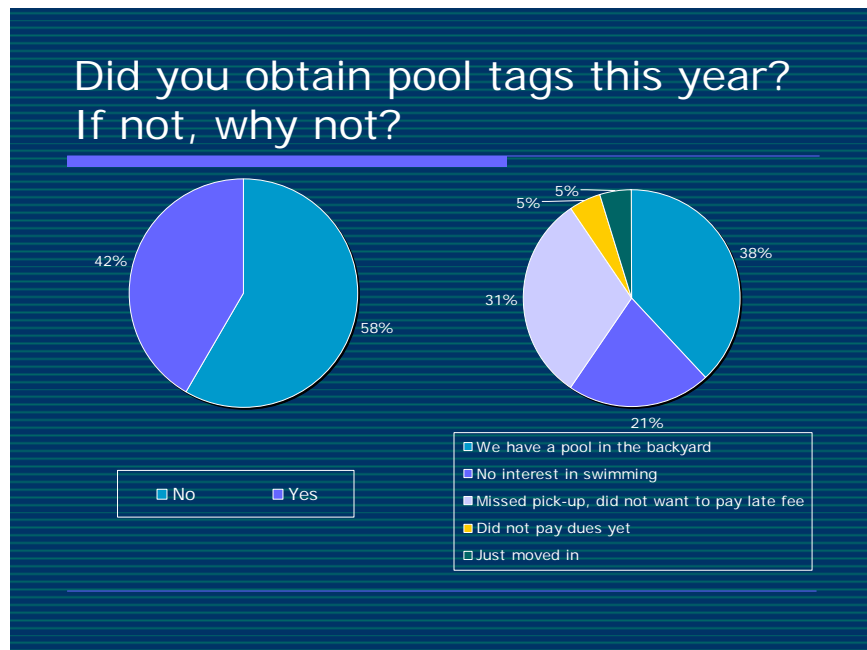 Did you obtain pool tags this year?
If not, why not?
42%
58%
No
Yes
5%
5%
38%
31%
21%
We have a pool in the backyard
No interest in swimming
Missed pick-up, did not want to pay late fee
Did not pay dues yet
Just moved in